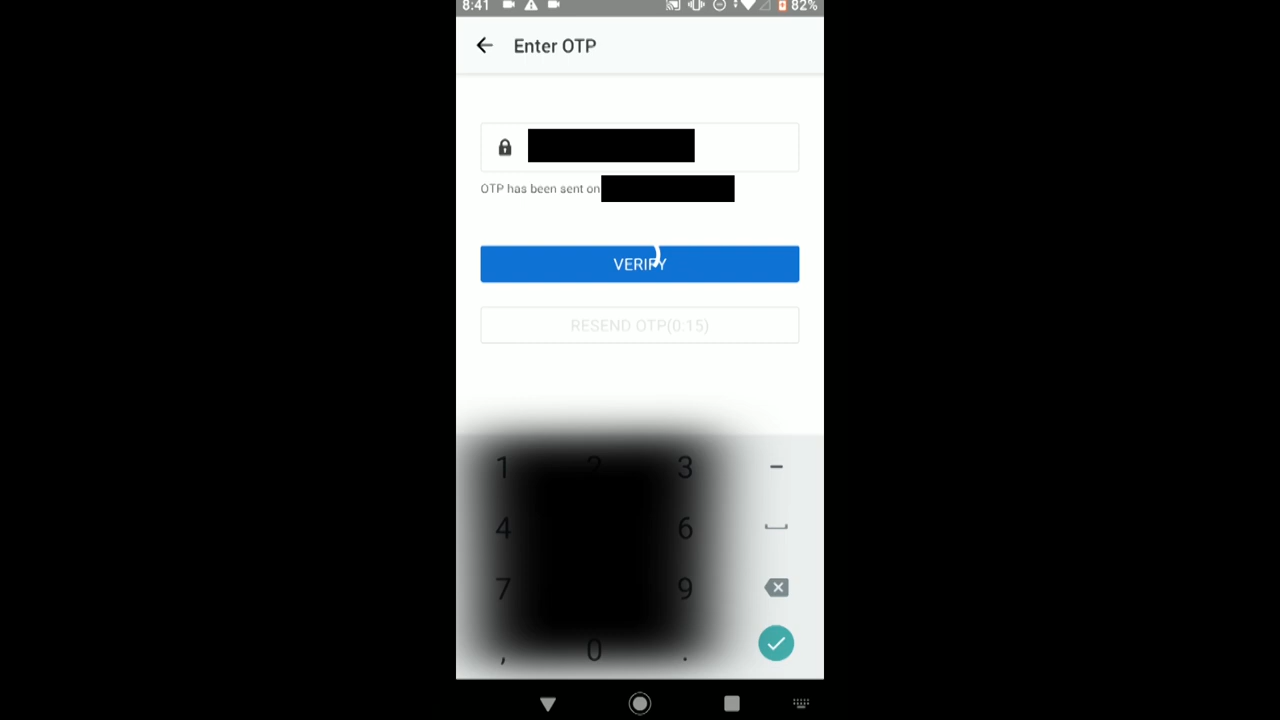 8:41 82%
Enter OTP
OTP has been sent on
VERIFY
RESEND OTP(0:15)
1 2 3 -
4 6
7 9
, 0 .